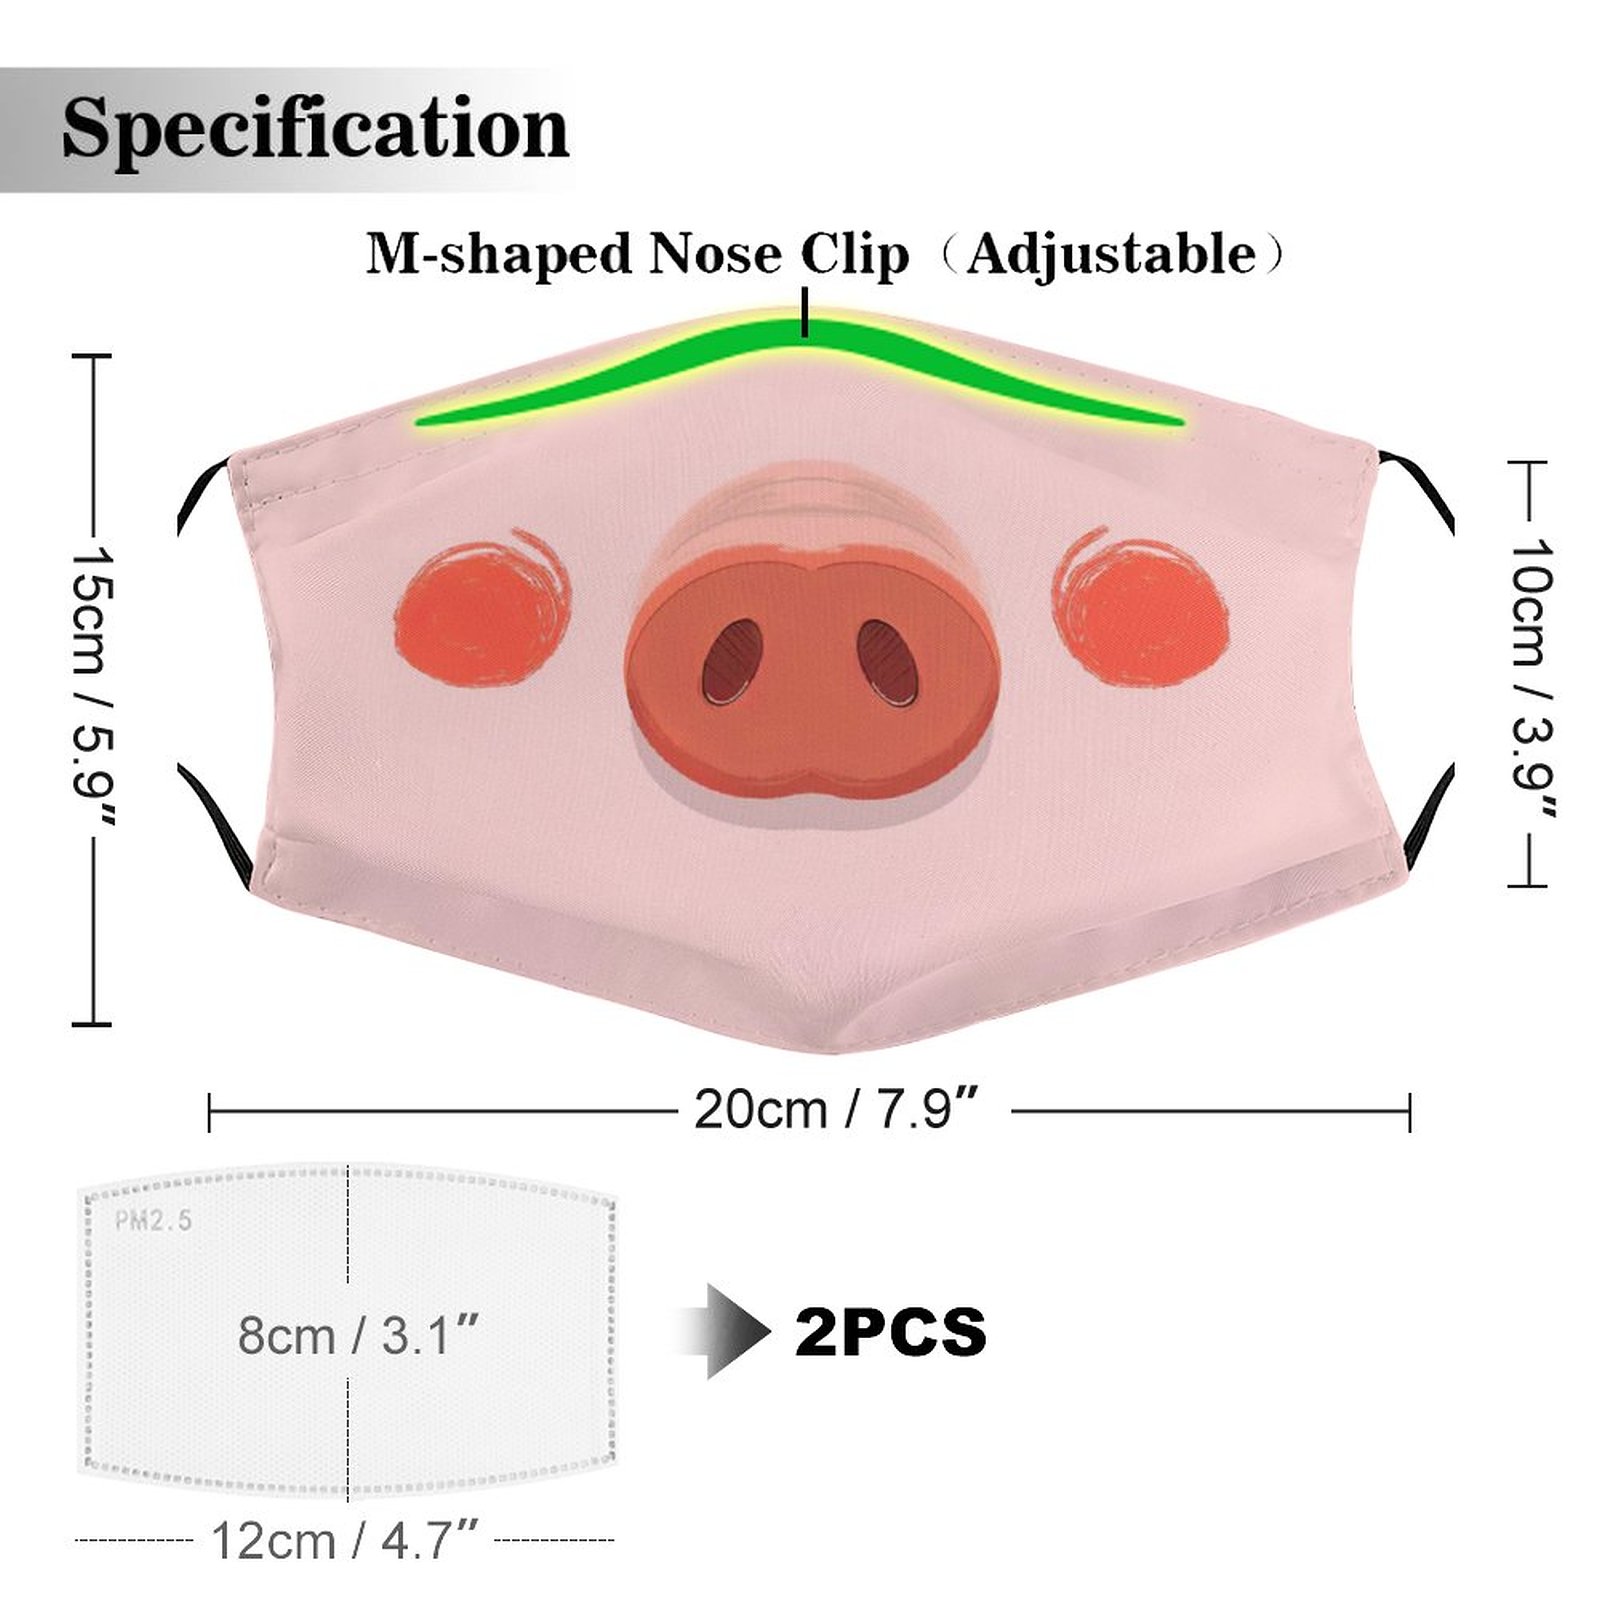 Specification
M-shaped Nose Clip（Adjustable）
15cm / 5.9″
10cm / 3.9″
20cm / 7.9″
PM2.5
8cm / 3.1″
2PCS
12cm / 4.7″